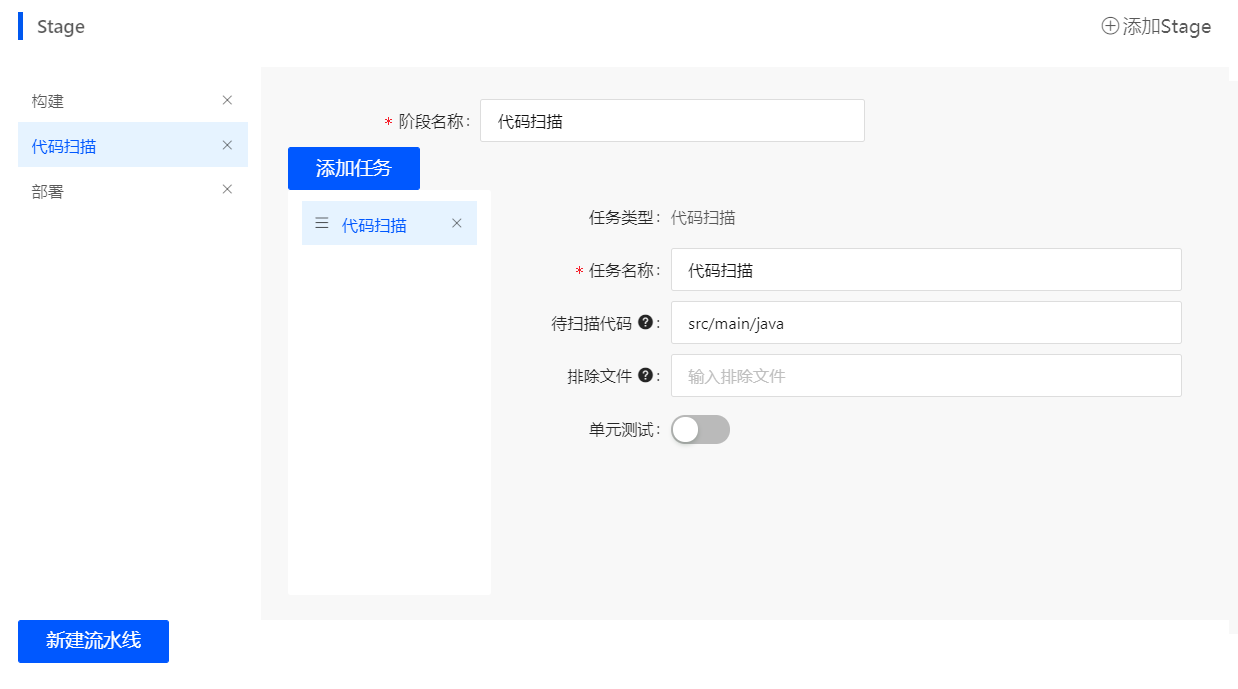 Stage
添加Stage
构建
代码扫描
部署
* 阶段名称:
代码扫描
添加任务
代码扫描
任务类型: 代码扫描
* 任务名称: 代码扫描
待扫描代码 ?: src/main/java
排除文件 ?: 输入排除文件
单元测试:
新建流水线